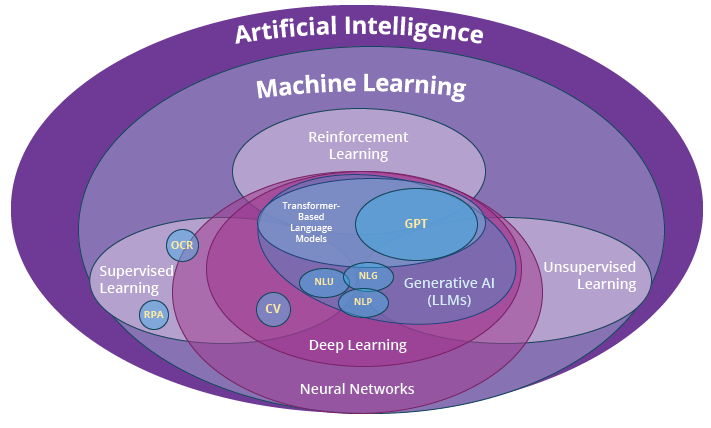 Artificial Intelligence
Machine Learning
Reinforcement
Learning
Transformer-
Based
Language
Models
GPT
OCR
Supervised
Learning
RPA
Unsupervised
Learning
NLU
NLG
NLP
Generative AI
(LLMs)
CV
Deep Learning
Neural Networks